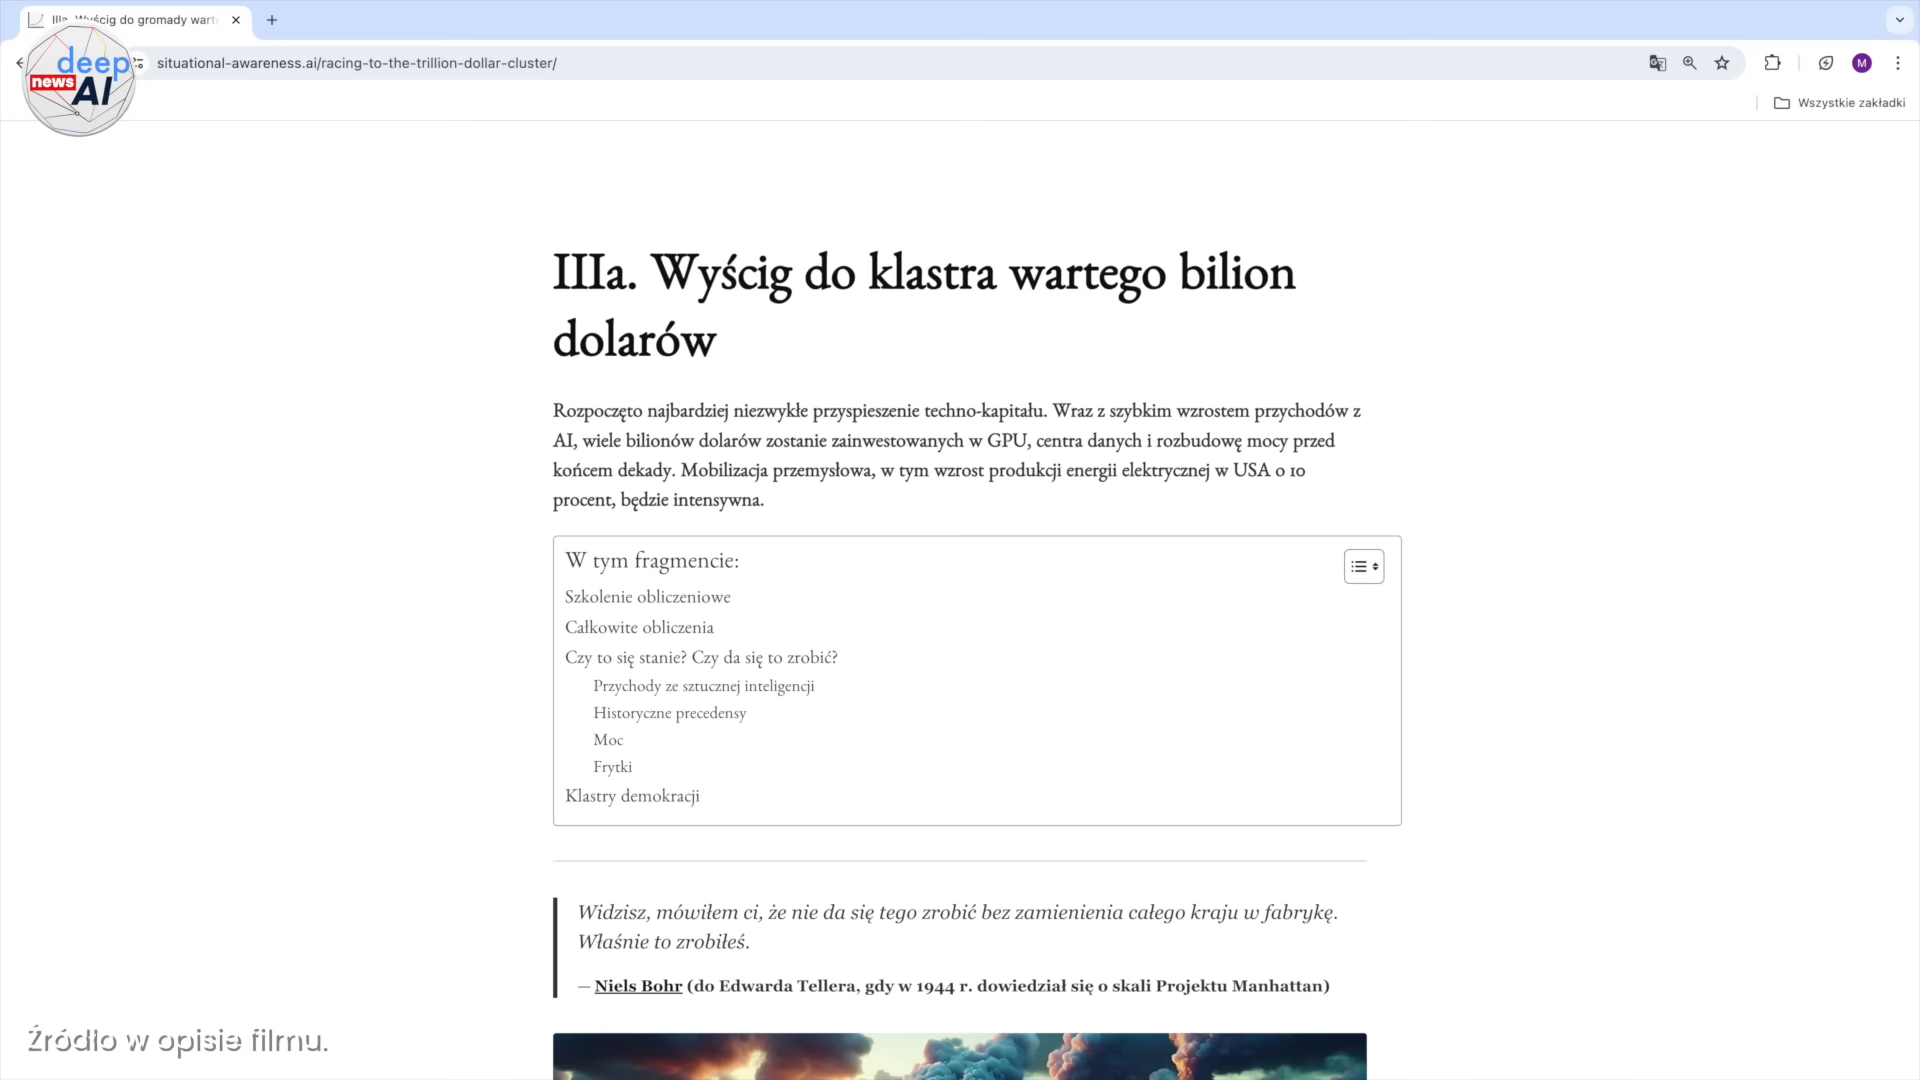 IIIa. Wyścig do gromady wart
deep
news
AI
situational-awareness.ai/racing-to-the-trillion-dollar-cluster/
M
Wszystkie zakładki
IIIa. Wyścig do klastra wartego bilion
dolarów
Rozpoczęto najbardziej niezwykłe przyspieszenie techno-kapitału. Wraz z szybkim wzrostem przychodów z
AI, wiele bilionów dolarów zostanie zainwestowanych w GPU, centra danych i rozbudowę mocy przed
końcem dekady. Mobilizacja przemysłowa, w tym wzrost produkcji energii elektrycznej w USA o 10
procent, będzie intensywna.
W tym fragmencie:
Szkolenie obliczeniowe
Całkowite obliczenia
Czy to się stanie? Czy da się to zrobić?
Przychody ze sztucznej inteligencji
Historyczne precedensy
Moc
Frytki
Klastry demokracji
Widzisz, mówiłem ci, że nie da się tego zrobić bez zamienienia całego kraju w fabrykę.
Właśnie to zrobiłeś.
— Niels Bohr (do Edwarda Tellera, gdy w 1944 r. dowiedział się o skali Projektu Manhattan)
Źródło w opisie filmu.